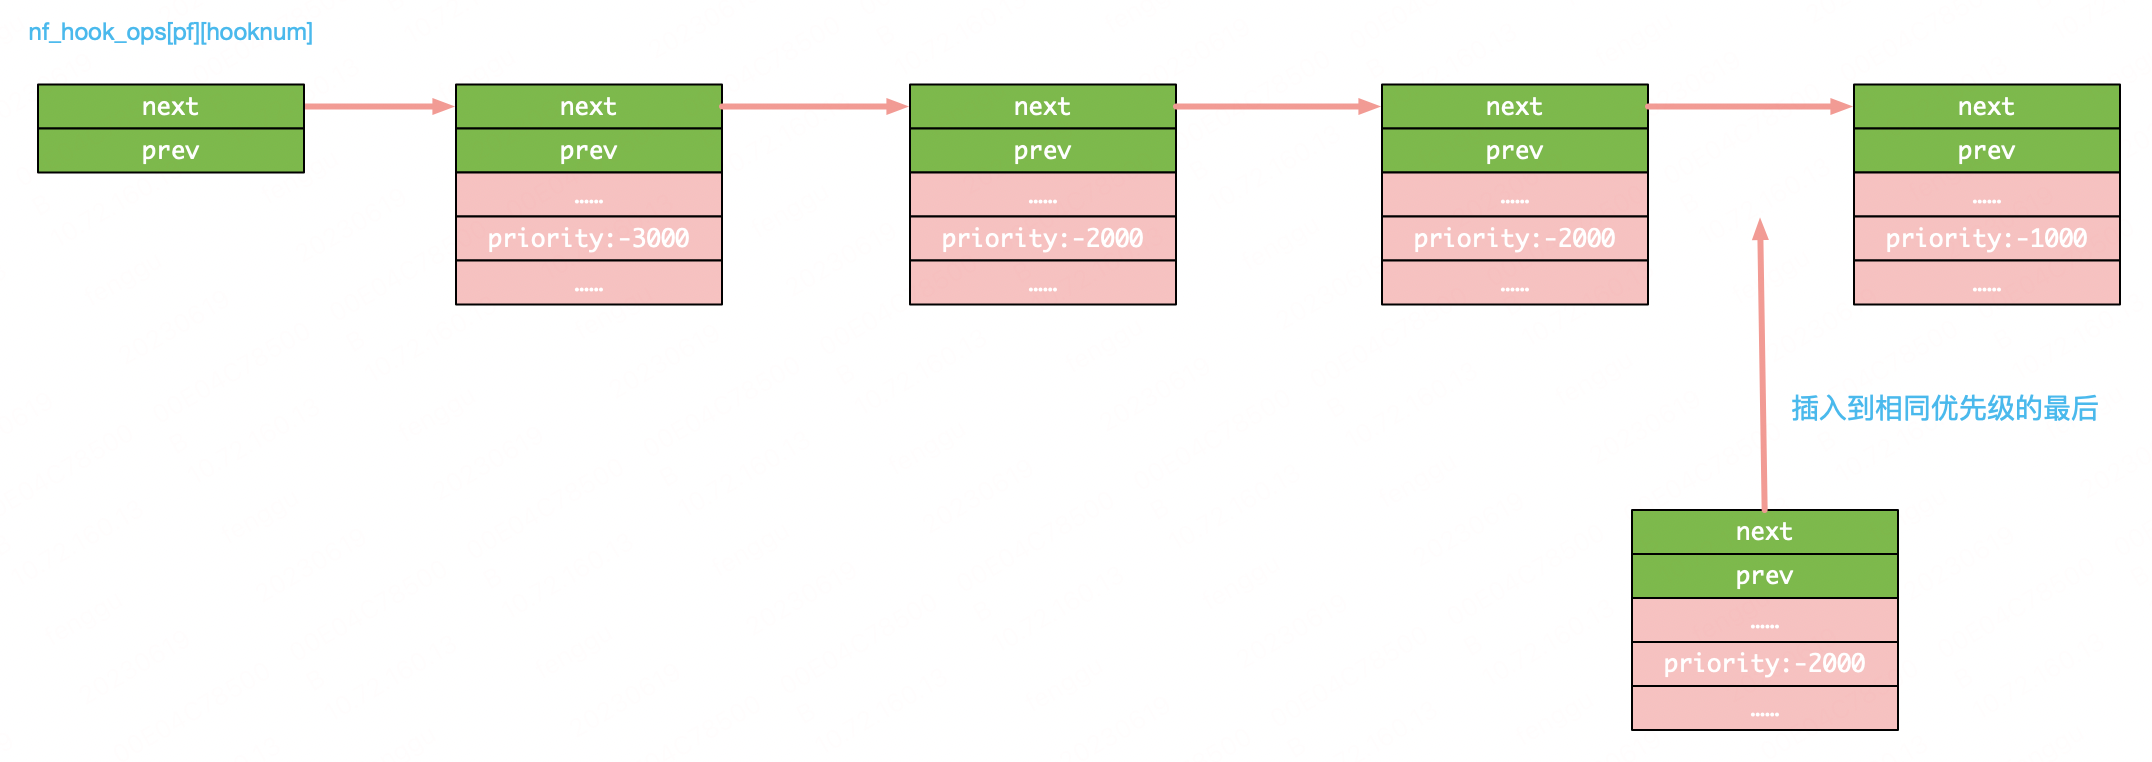 nf_hook_ops[pf][hooknum]
next
prev
next
prev
......
priority:-3000
......
next
prev
......
priority:-2000
......
next
prev
......
priority:-2000
......
next
prev
......
priority:-1000
......
插入到相同优先级的最后
next
prev
......
priority:-2000
......